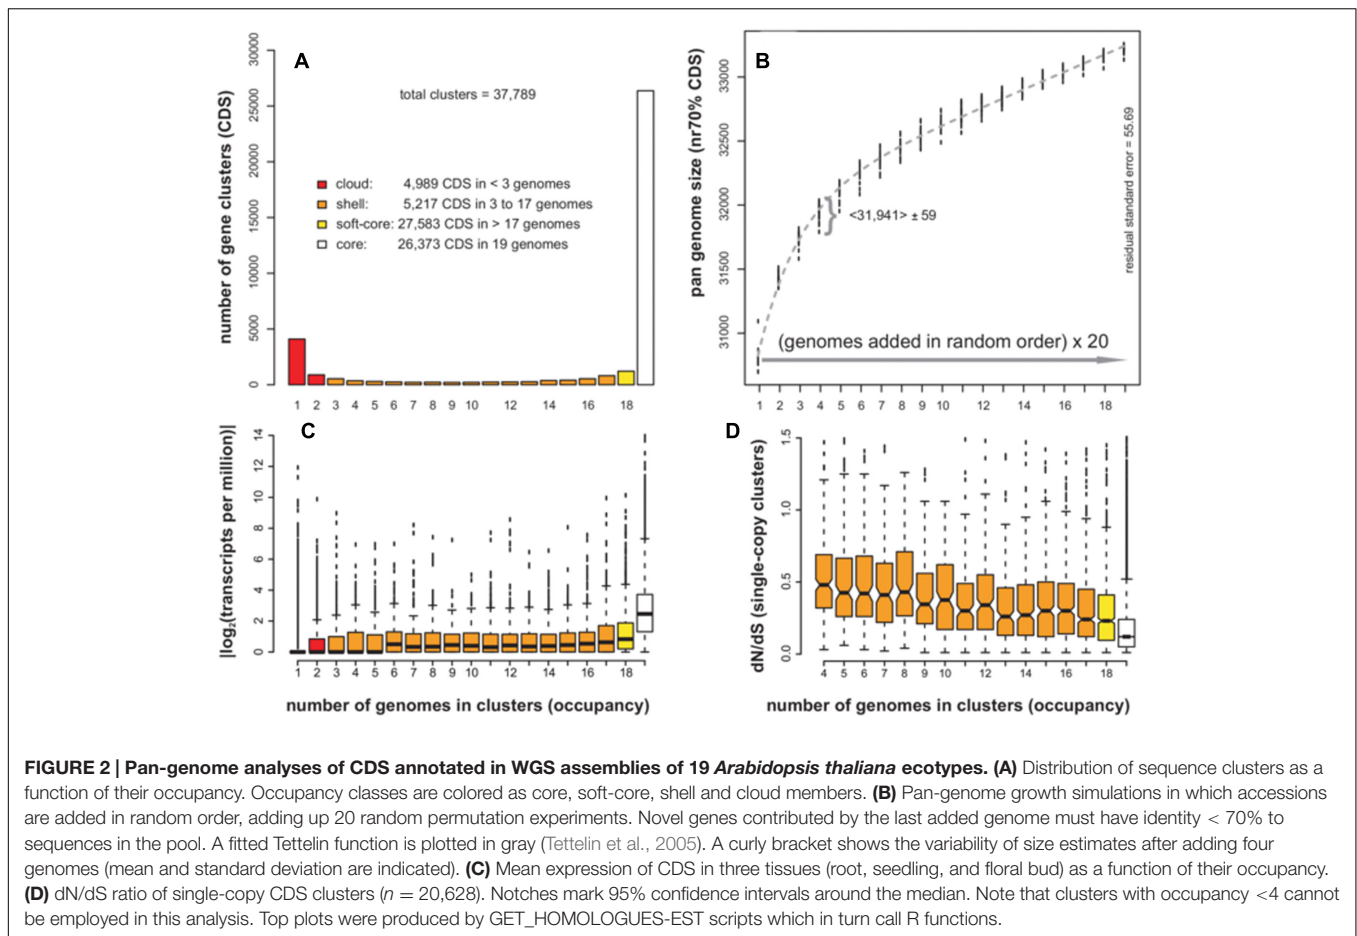 A
number of gene clusters (CDS)
30000
25000
20000
15000
10000
5000
0
total clusters = 37,789
cloud: 4,989 CDS in < 3 genomes
shell: 5,217 CDS in 3 to 17 genomes
soft-core: 27,583 CDS in > 17 genomes
core: 26,373 CDS in 19 genomes
1 2 3 4 5 6 7 8 9 10 12 14 16 18
B
pan genome size (nr70% CDS)
33000
32500
32000
31500
31000
<31,941> ± 59
residual standard error = 55.69
(genomes added in random order) x 20
1 2 3 4 5 6 7 8 9 10 12 14 16 18
C
|log2(transcripts per million)|
14
12
10
8
6
4
2
0
1 2 3 4 5 6 7 8 9 10 12 14 16 18
number of genomes in clusters (occupancy)
D
dN/dS (single-copy clusters)
1.5
1.0
0.5
0.0
4 5 6 7 8 9 10 12 14 16 18
number of genomes in clusters (occupancy)
FIGURE 2 | Pan-genome analyses of CDS annotated in WGS assemblies of 19 Arabidopsis thaliana ecotypes. (A) Distribution of sequence clusters as a
function of their occupancy. Occupancy classes are colored as core, soft-core, shell and cloud members. (B) Pan-genome growth simulations in which accessions
are added in random order, adding up 20 random permutation experiments. Novel genes contributed by the last added genome must have identity < 70% to
sequences in the pool. A fitted Tettelin function is plotted in gray (Tettelin et al., 2005). A curly bracket shows the variability of size estimates after adding four
genomes (mean and standard deviation are indicated). (C) Mean expression of CDS in three tissues (root, seedling, and floral bud) as a function of their occupancy.
(D) dN/dS ratio of single-copy CDS clusters (n = 20,628). Notches mark 95% confidence intervals around the median. Note that clusters with occupancy <4 cannot
be employed in this analysis. Top plots were produced by GET_HOMOLOGUES-EST scripts which in turn call R functions.